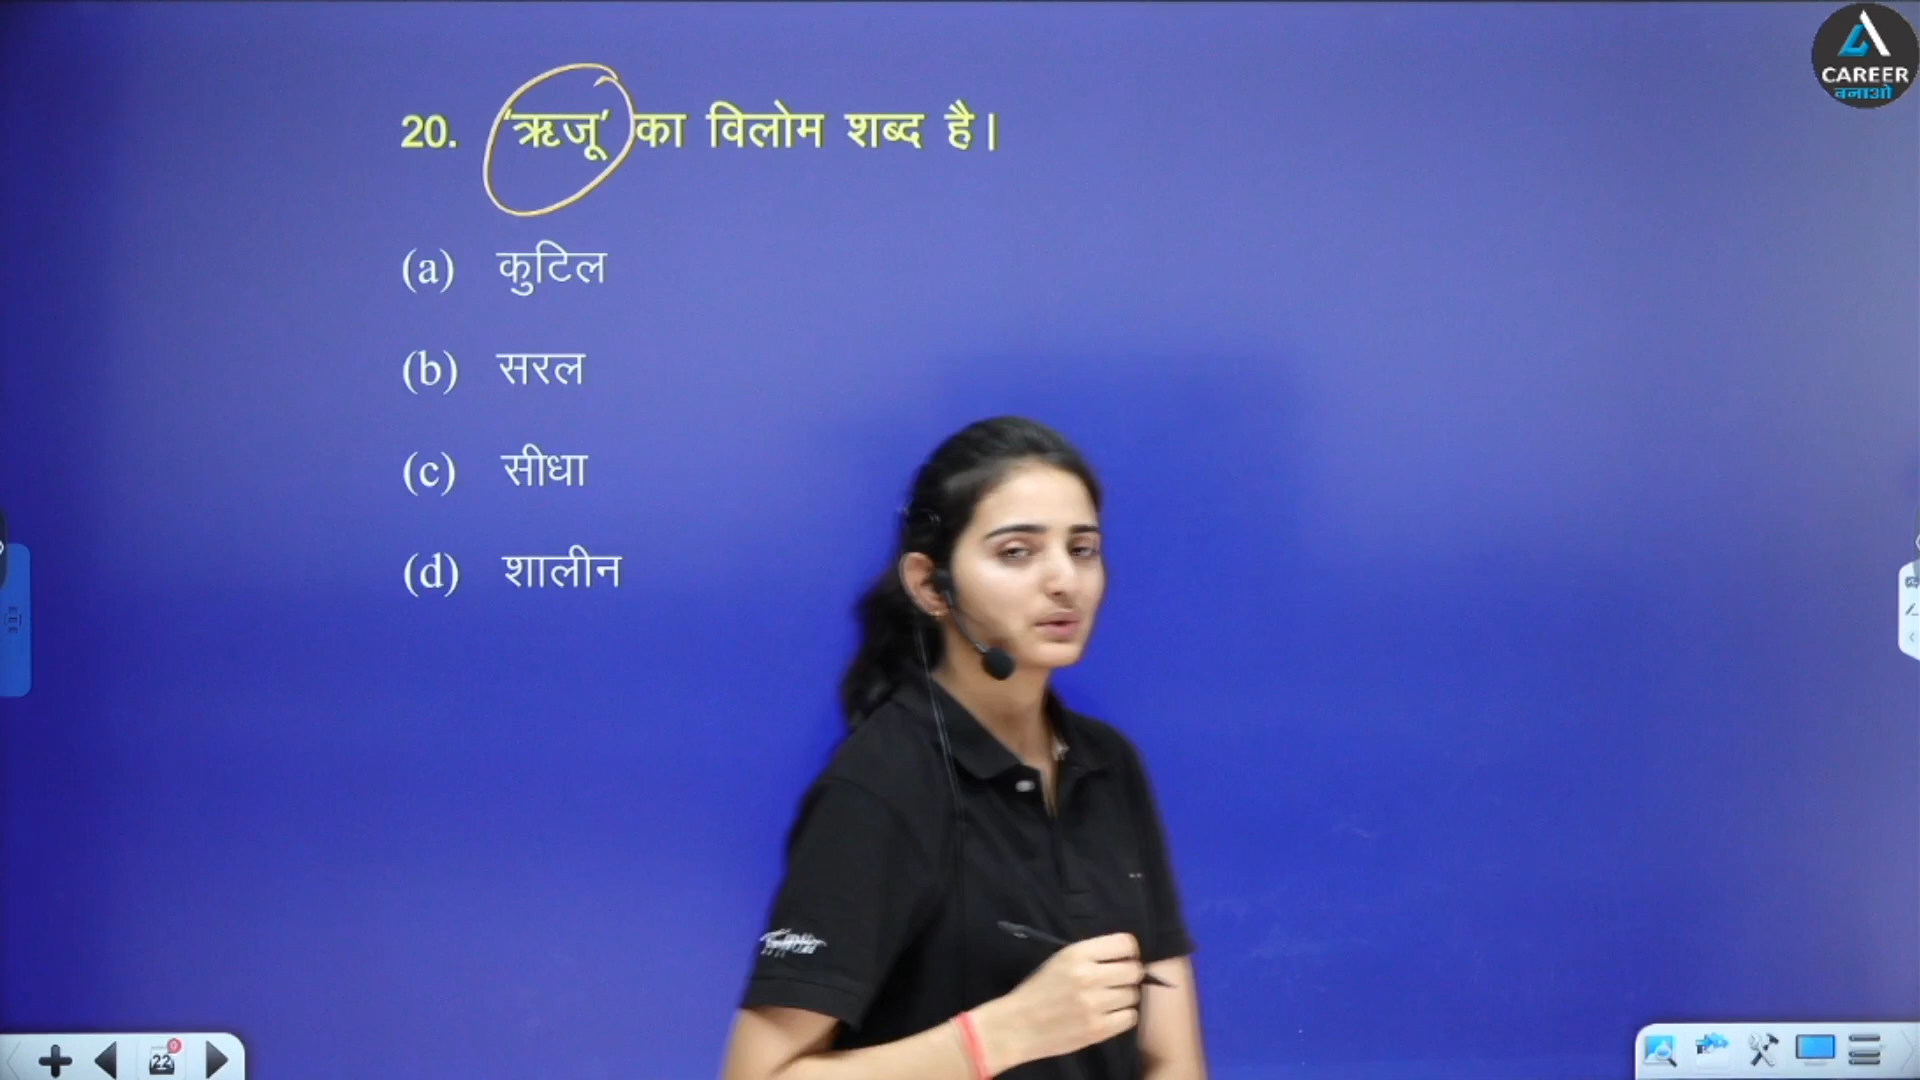 CAREER
बनाओ
20. 'ऋजू' का विलोम शब्द है।
(a) कुटिल
(b) सरल
(c) सीधा
(d) शालीन
22